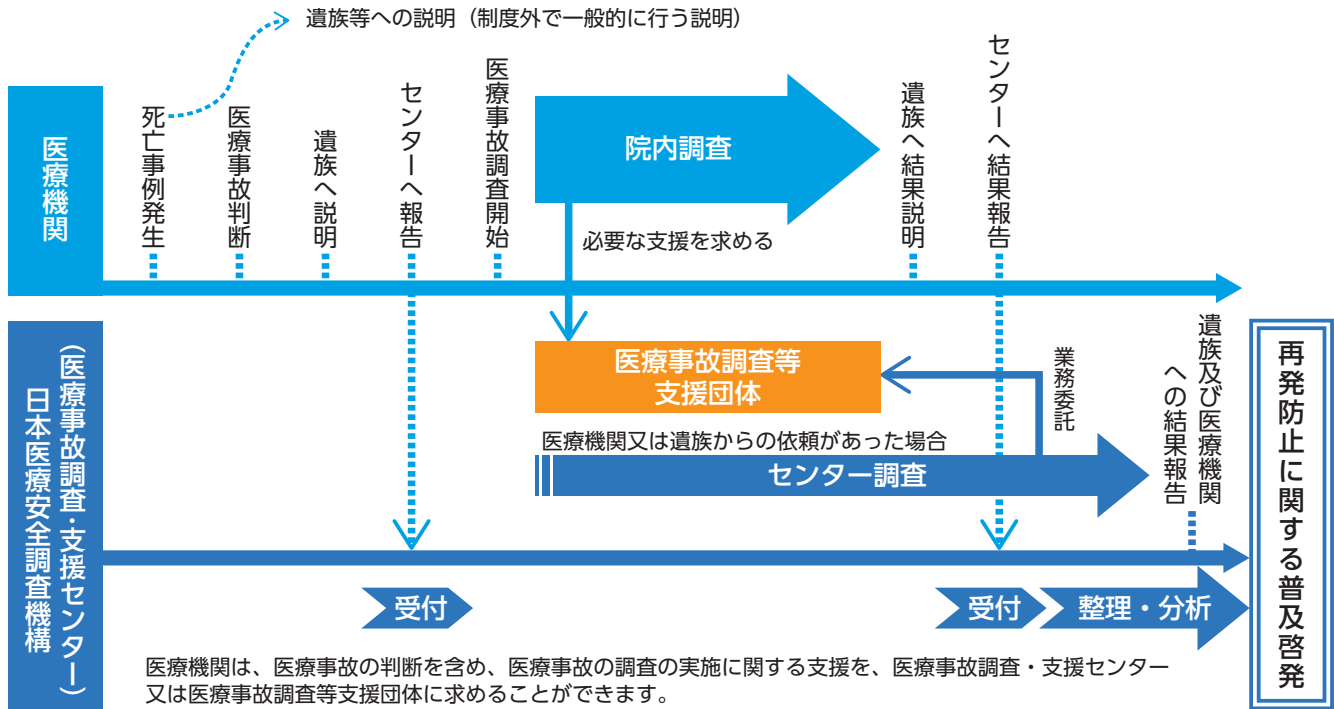 遺族等への説明（制度外で一般的に行う説明）
医療機関
死亡事例発生
医療事故判断
遺族へ説明
センターへ報告
医療事故調査開始
院内調査
必要な支援を求める
遺族へ結果説明
センターへ結果報告
日本医療安全調査機構
（医療事故調査・支援センター）
医療事故調査等
支援団体
業務委託
医療機関又は遺族からの依頼があった場合
センター調査
遺族及び医療機関
への結果報告
受付
受付
整理・分析
再発防止に関する普及啓発
医療機関は、医療事故の判断を含め、医療事故の調査の実施に関する支援を、医療事故調査・支援センター
又は医療事故調査等支援団体に求めることができます。